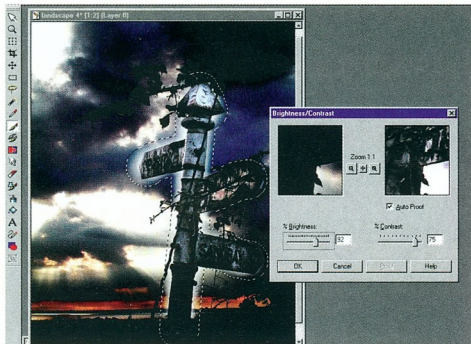 landscape 4* [1:2] (Layer 0)
Brightness/Contrast
Zoom 1:1
Auto Proof
% Brightness:
92
% Contrast:
75
OK
Cancel
Proof
Help